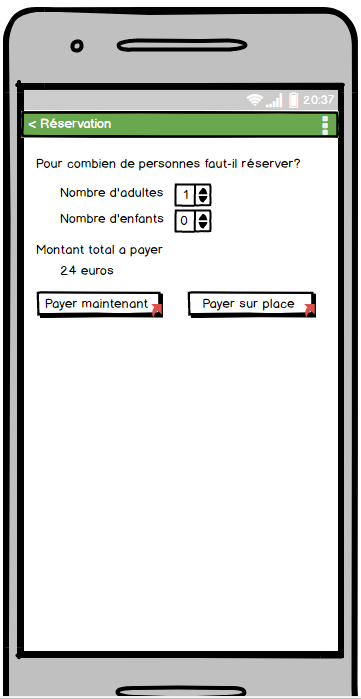 20:37
< Réservation
Pour combien de personnes faut-il réserver?
Nombre d'adultes 1
Nombre d'enfants 0
Montant total a payer
24 euros
Payer maintenant Payer sur place